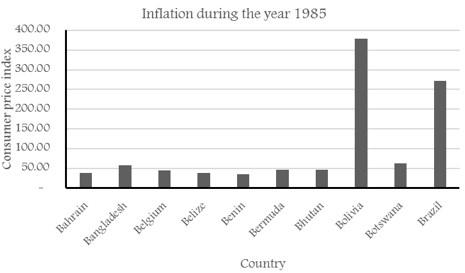 Inflation during the year 1985
Consumer price index
400.00
350.00
300.00
250.00
200.00
150.00
100.00
50.00
-
Bahrain
Bangladesh
Belgium
Belize
Benin
Bermuda
Bhutan
Bolivia
Botswana
Brazil
Country